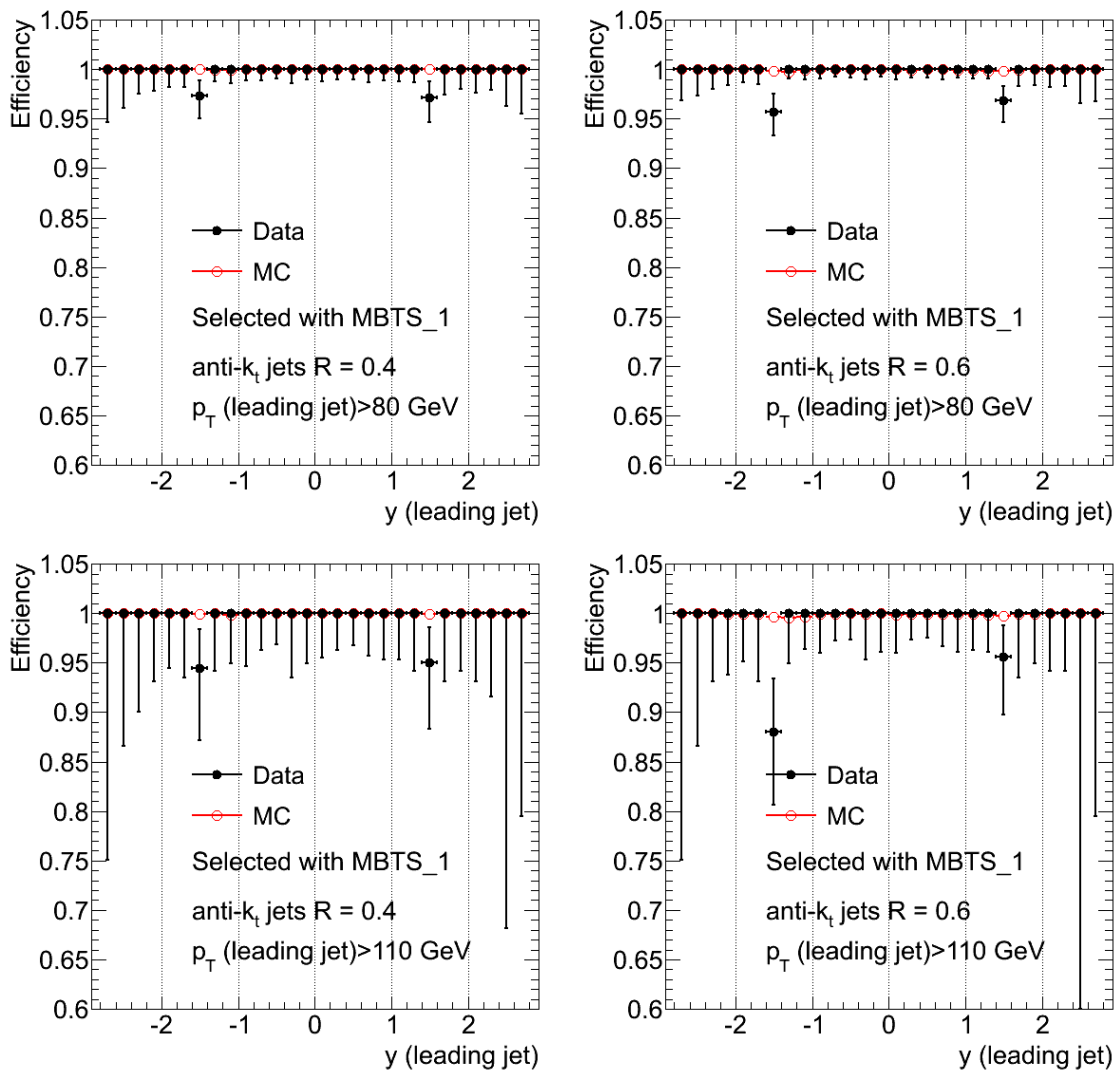 Efficiency
1.05
1
0.95
0.9
0.85
0.8
0.75
0.7
0.65
0.6
Data
MC
Selected with MBTS_1
anti-kt jets R = 0.4
pT (leading jet)>80 GeV
-2 -1 0 1 2
y (leading jet)
Efficiency
1.05
1
0.95
0.9
0.85
0.8
0.75
0.7
0.65
0.6
Data
MC
Selected with MBTS_1
anti-kt jets R = 0.6
pT (leading jet)>80 GeV
-2 -1 0 1 2
y (leading jet)
Efficiency
1.05
1
0.95
0.9
0.85
0.8
0.75
0.7
0.65
0.6
Data
MC
Selected with MBTS_1
anti-kt jets R = 0.4
pT (leading jet)>110 GeV
-2 -1 0 1 2
y (leading jet)
Efficiency
1.05
1
0.95
0.9
0.85
0.8
0.75
0.7
0.65
0.6
Data
MC
Selected with MBTS_1
anti-kt jets R = 0.6
pT (leading jet)>110 GeV
-2 -1 0 1 2
y (leading jet)